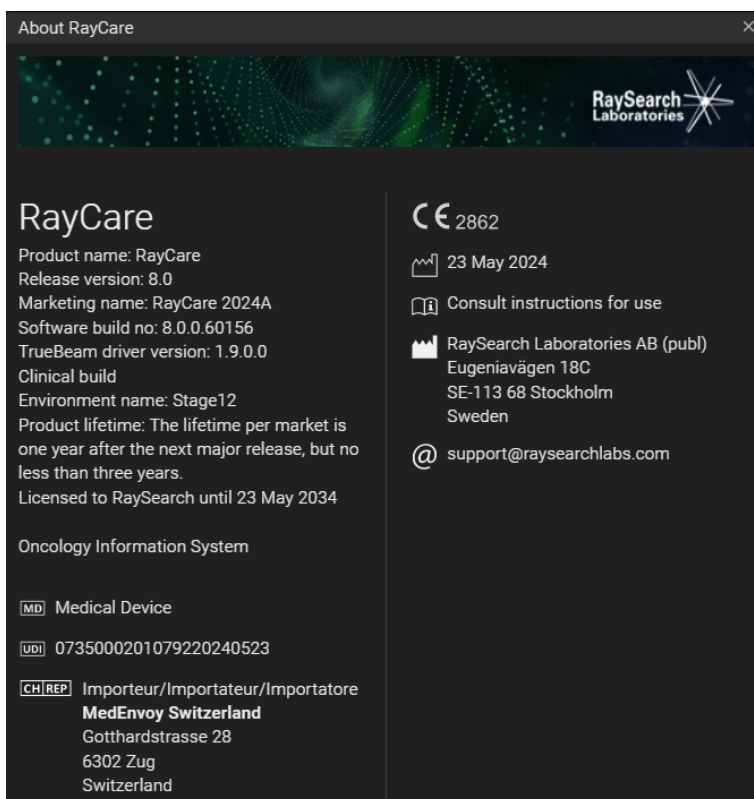 About RayCare
RaySearch
Laboratories
RayCare
Product name: RayCare
Release version: 8.0
Marketing name: RayCare 2024A
Software build no: 8.0.0.60156
TrueBeam driver version: 1.9.0.0
Clinical build
Environment name: Stage12
Product lifetime: The lifetime per market is
one year after the next major release, but no
less than three years.
Licensed to RaySearch until 23 May 2034
Oncology Information System
MD Medical Device
UDI 0735000201079220240523
CH REP Importeur/Importateur/Importatore
MedEnvoy Switzerland
Gotthardstrasse 28
6302 Zug
Switzerland
CE 2862
23 May 2024
Consult instructions for use
RaySearch Laboratories AB (publ)
Eugeniavägen 18C
SE-113 68 Stockholm
Sweden
@ support@raysearchlabs.com